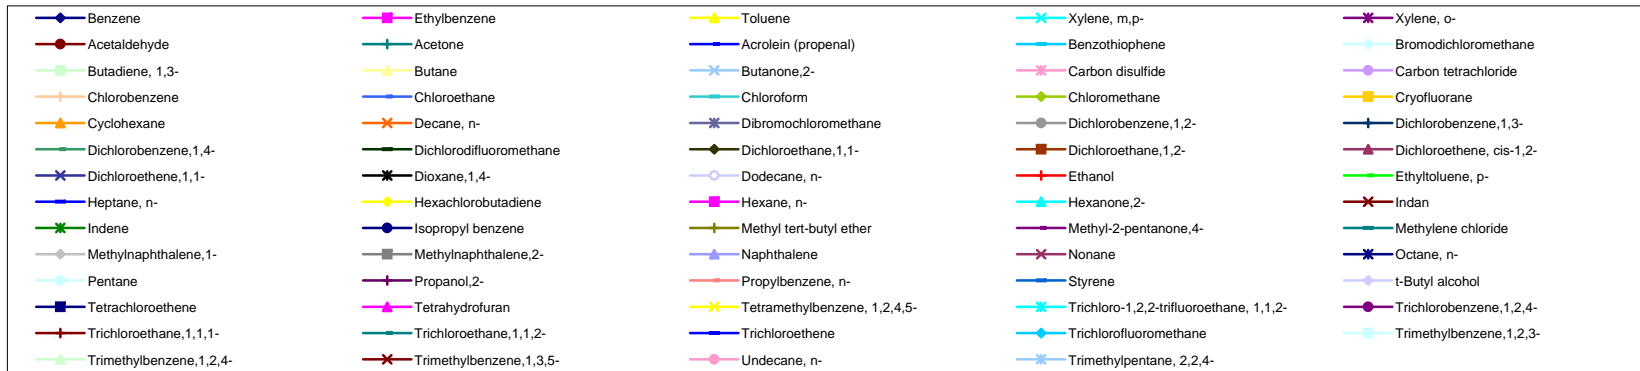 Benzene Ethylbenzene Toluene Xylene, m,p- Xylene, o-
Acetaldehyde Acetone Acrolein (propenal) Benzothiophene Bromodichloromethane
Butadiene, 1,3- Butane Butanone,2- Carbon disulfide Carbon tetrachloride
Chlorobenzene Chloroethane Chloroform Chloromethane Cryofluorane
Cyclohexane Decane, n- Dibromochloromethane Dichlorobenzene,1,2- Dichlorobenzene,1,3-
Dichlorobenzene,1,4- Dichlorodifluoromethane Dichloroethane,1,1- Dichloroethane,1,2- Dichloroethene, cis-1,2-
Dichloroethene,1,1- Dioxane,1,4- Dodecane, n- Ethanol Ethyltoluene, p-
Heptane, n- Hexachlorobutadiene Hexane, n- Hexanone,2- Indan
Indene Isopropyl benzene Methyl tert-butyl ether Methyl-2-pentanone,4- Methylene chloride
Methylnaphthalene,1- Methylnaphthalene,2- Naphthalene Nonane Octane, n-
Pentane Propanol,2- Propylbenzene, n- Styrene t-Butyl alcohol
Tetrachloroethene Tetrahydrofuran Tetramethylbenzene, 1,2,4,5- Trichloro-1,2,2-trifluoroethane, 1,1,2- Trichlorobenzene,1,2,4-
Trichloroethane,1,1,1- Trichloroethane,1,1,2- Trichloroethene Trichlorofluoromethane Trimethylbenzene,1,2,3-
Trimethylbenzene,1,2,4- Trimethylbenzene,1,3,5- Undecane, n- Trimethylpentane, 2,2,4-